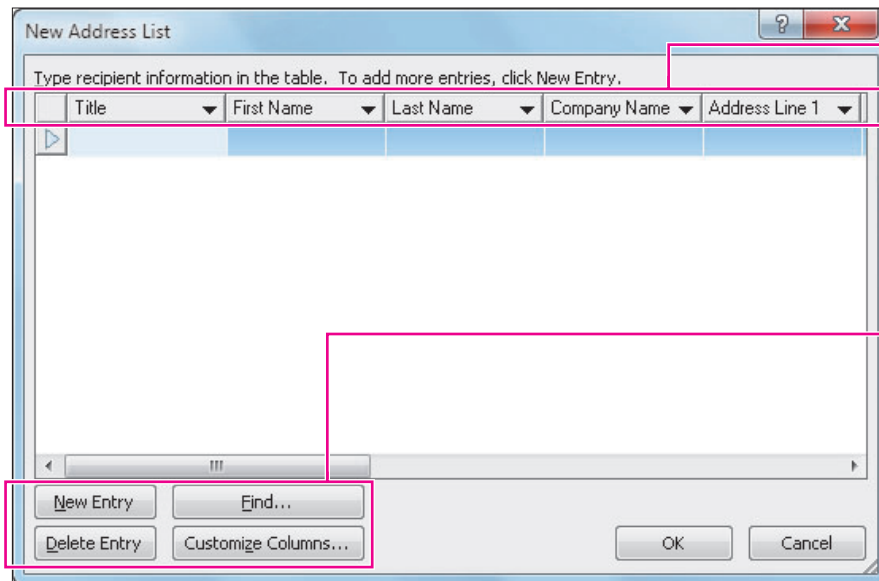 New Address List
Type recipient information in the table. To add more entries, click New Entry.
Title First Name Last Name Company Name Address Line 1
New Entry Find...
Delete Entry Customize Columns... OK Cancel